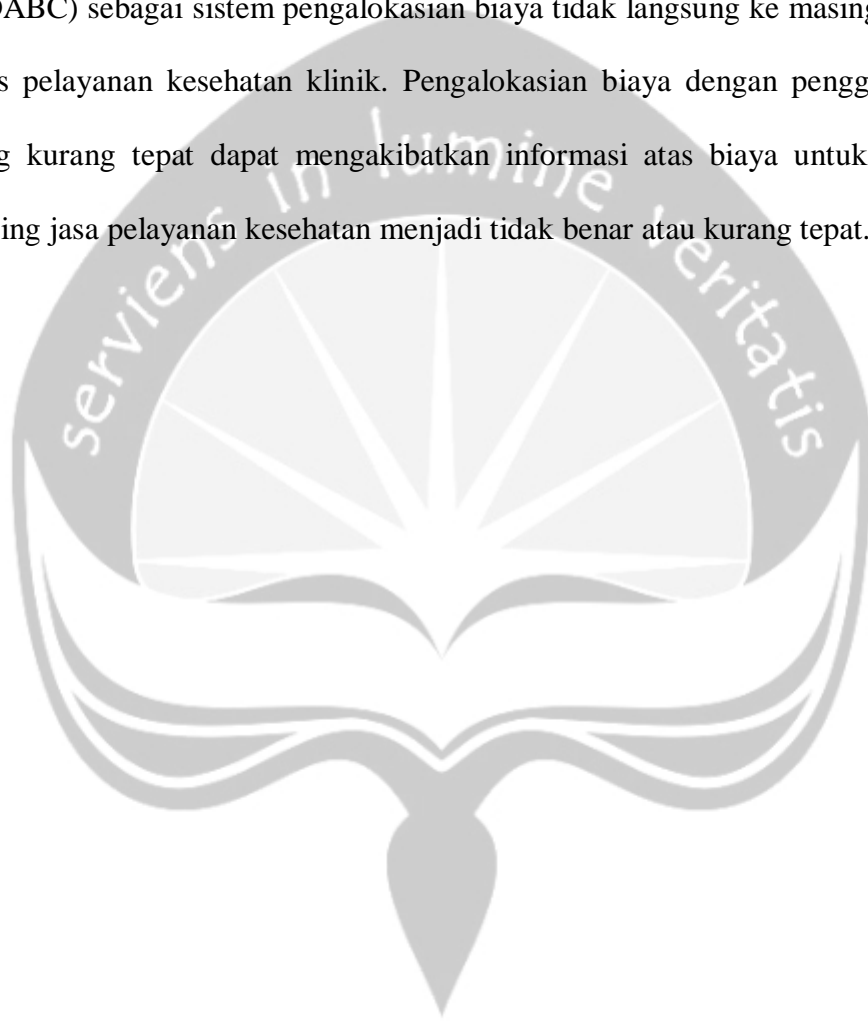 DABC) sebagai sistem pengalokasian biaya tidak langsung ke masing
s pelayanan kesehatan klinik. Pengalokasian biaya dengan pengg
g kurang tepat dapat mengakibatkan informasi atas biaya untuk
ing jasa pelayanan kesehatan menjadi tidak benar atau kurang tepat.
serviens in lumine veritatis